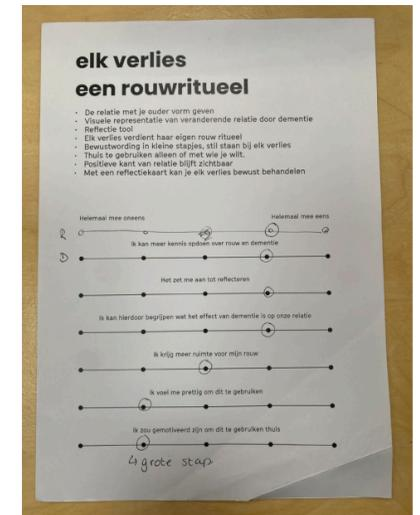 elk verlies
een rouwritueel
• De relatie met je ouder vorm geven
• Visuele representatie van veranderende relatie door dementie
• Reflectie tool
• Elk verlies verdient haar eigen rouw ritueel
• Bewustwording in kleine stapjes, stil staan bij elk verlies
• Thuis te gebruiken alleen of met wie je wilt.
• Positieve kant van relatie blijft zichtbaar
• Met een reflectiekaart kan je elk verlies bewust behandelen
Helemaal mee oneens Helemaal mee eens
Ik kan meer kennis opdoen over rouw en dementie
Het zet me aan tot reflecteren
Ik kan hierdoor begrijpen wat het effect van dementie is op onze relatie
Ik krijg meer ruimte voor mijn rouw
Ik voel me prettig om dit te gebruiken
Ik zou gemotiveerd zijn om dit te gebruiken thuis
↳ grote stap